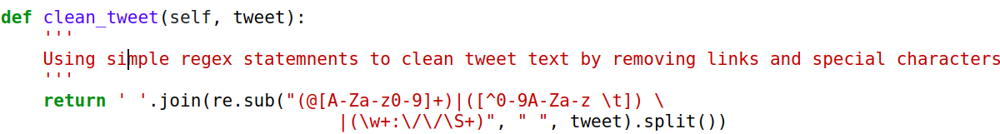 def clean_tweet(self, tweet):
'''
Using simple regex statemnents to clean tweet text by removing links and special characters
'''
return ' '.join(re.sub("(@[A-Za-z0-9]+)|([^0-9A-Za-z \t]) \
|(\w+:\/\/\S+)", " ", tweet).split())